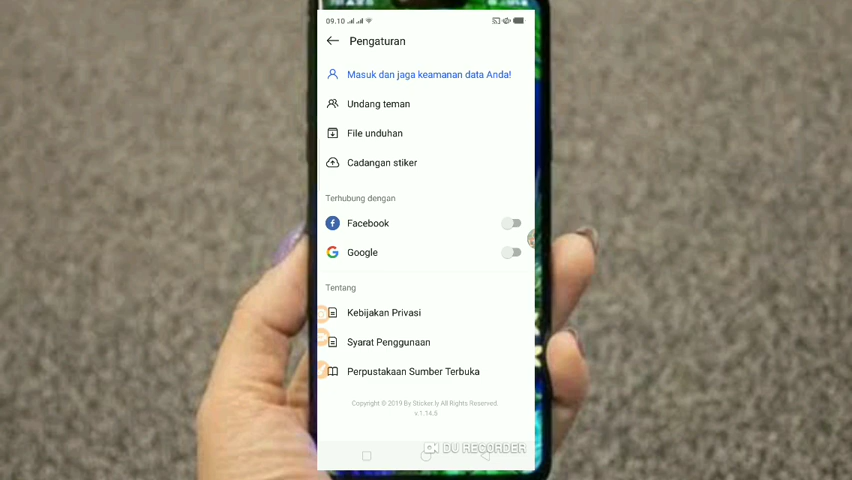 09.10
Pengaturan
Masuk dan jaga keamanan data Anda!
Undang teman
File unduhan
Cadangan stiker
Terhubung dengan
Facebook
Google
Tentang
Kebijakan Privasi
Syarat Penggunaan
Perpustakaan Sumber Terbuka
Copyright © 2019 By Sticker.ly All Rights Reserved.
v.1.14.5
DU RECORDER